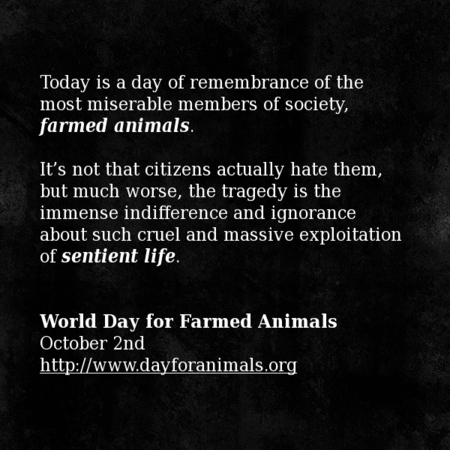 Today is a day of remembrance of the
most miserable members of society,
farmed animals.
It’s not that citizens actually hate them,
but much worse, the tragedy is the
immense indifference and ignorance
about such cruel and massive exploitation
of sentient life.
World Day for Farmed Animals
October 2nd
http://www.dayforanimals.org